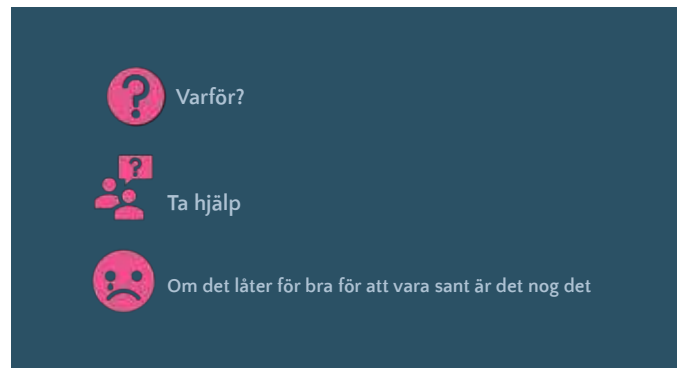 ?
Varför?
?
Ta hjälp
Om det låter för bra för att vara sant är det nog det